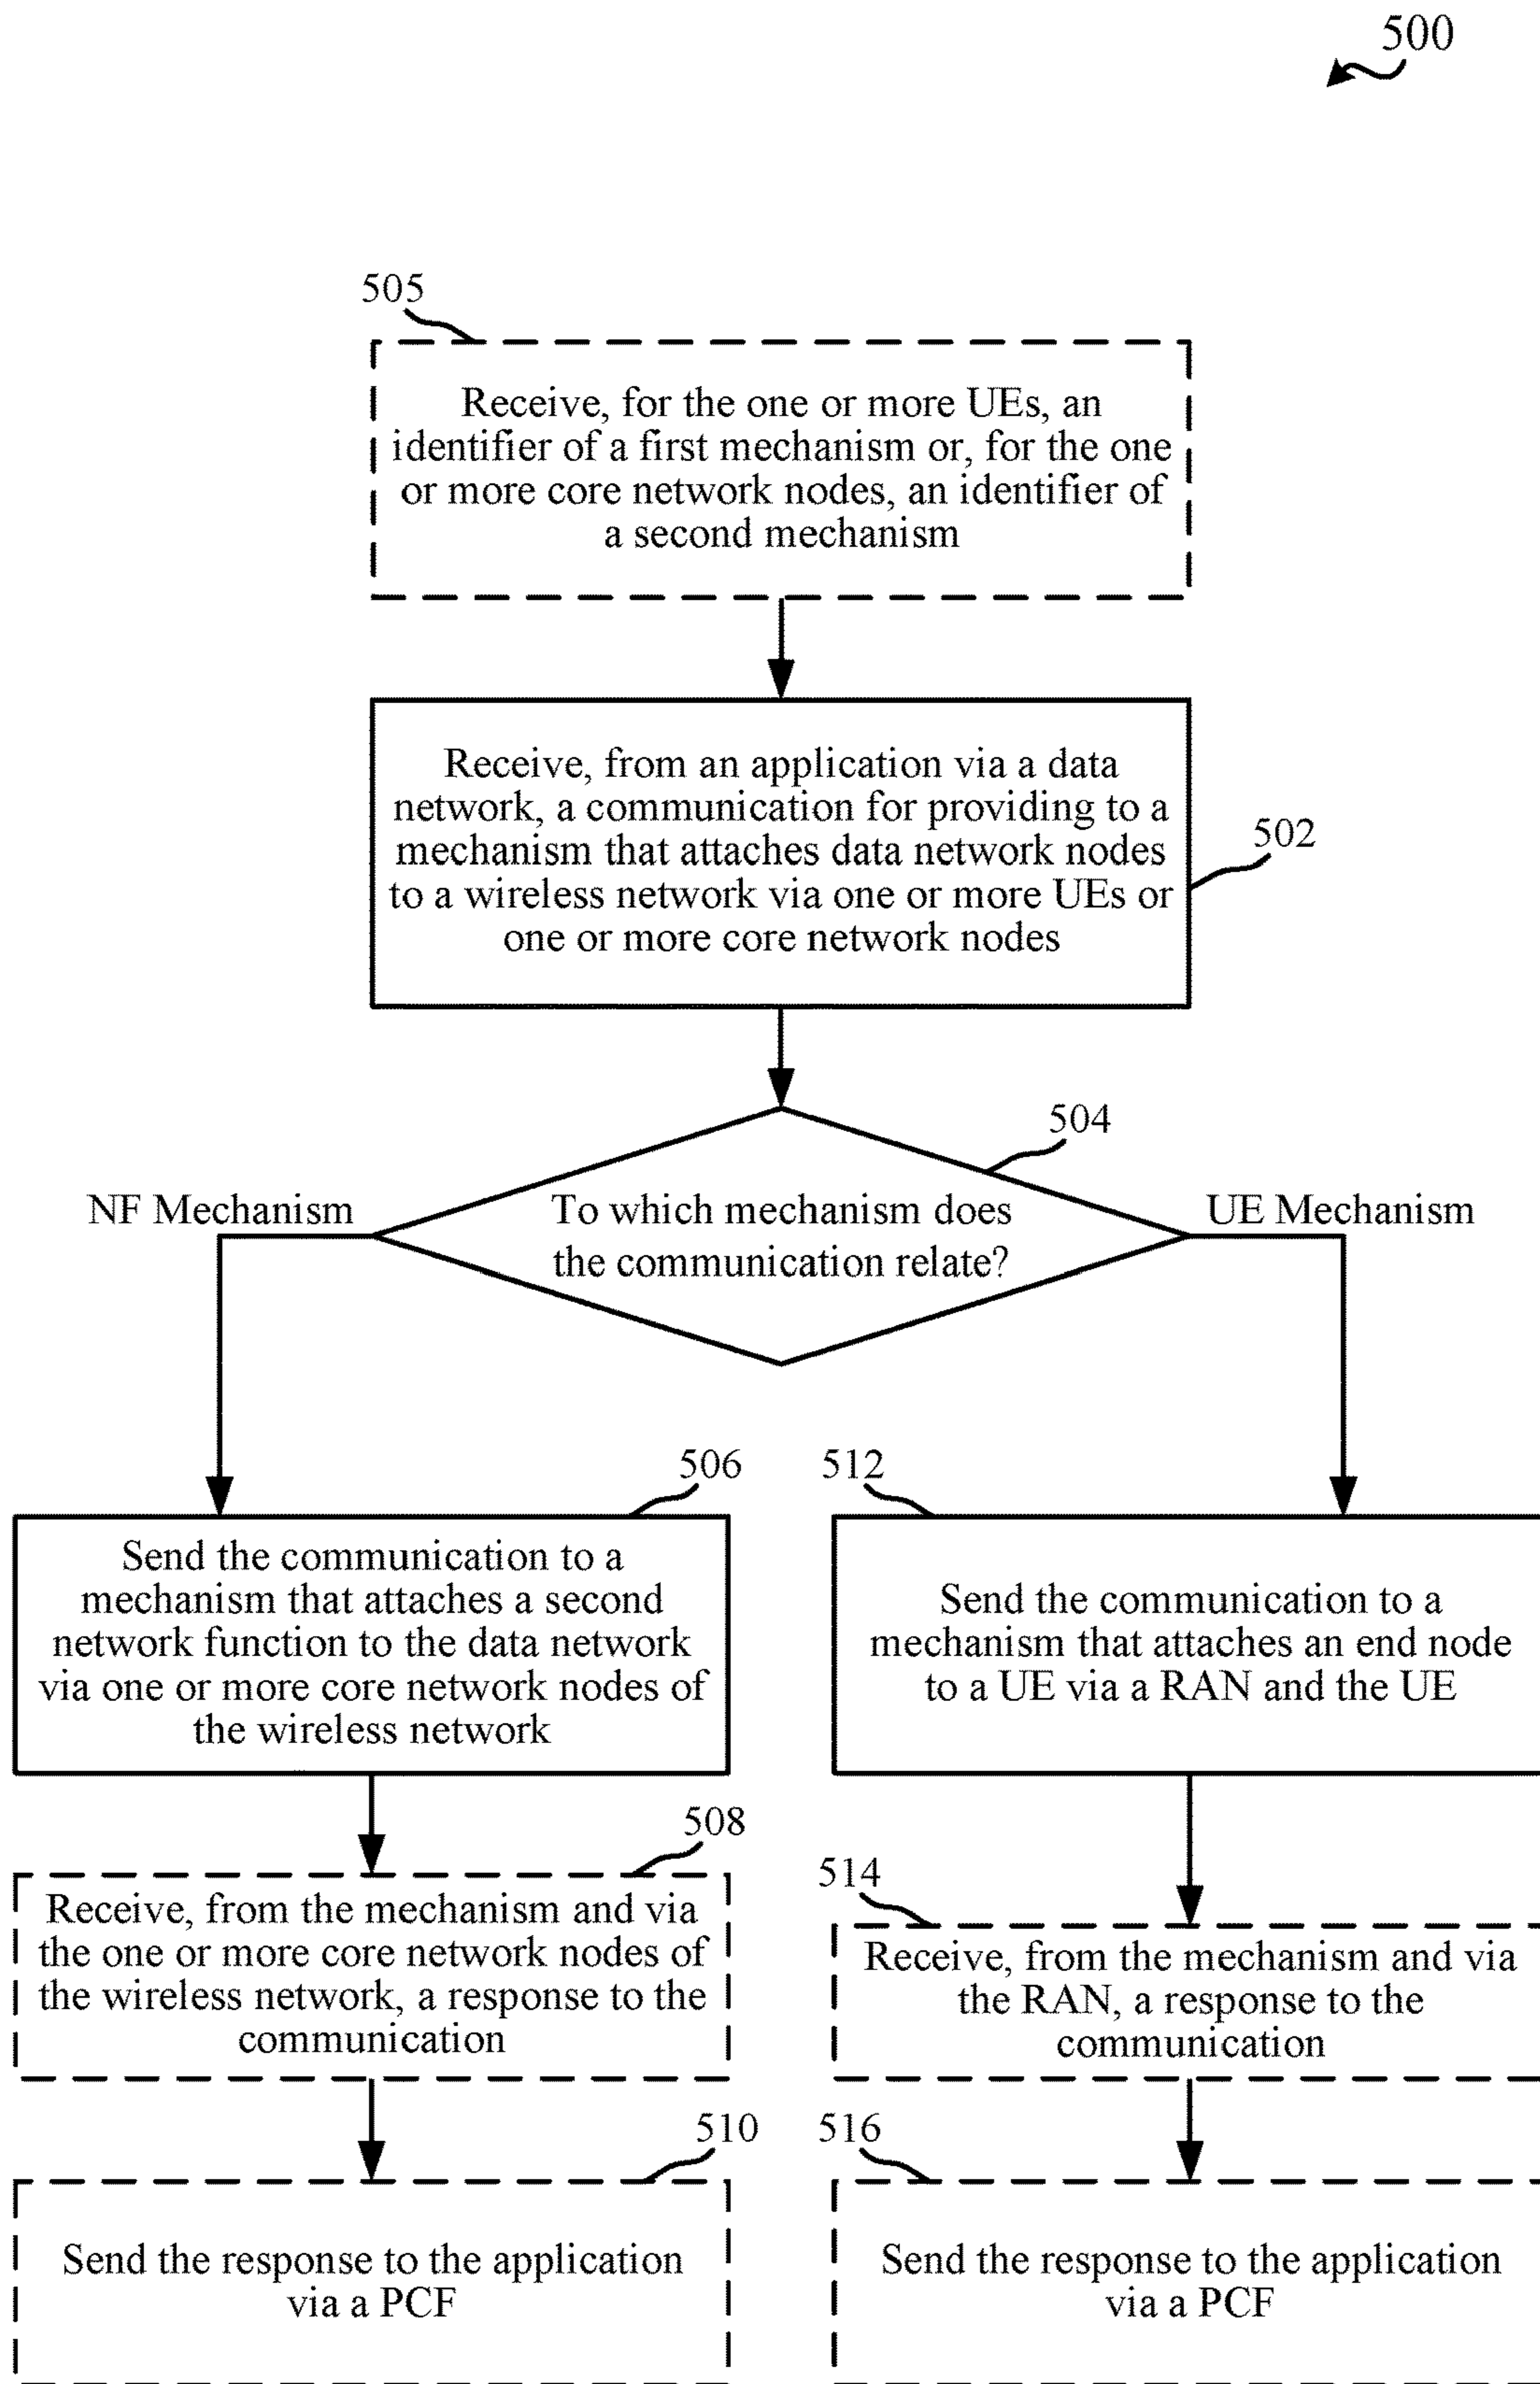 500
505
Receive, for the one or more UEs, an
identifier of a first mechanism or, for the one
or more core network nodes, an identifier of
a second mechanism
Receive, from an application via a data
network, a communication for providing to a
mechanism that attaches data network nodes
to a wireless network via one or more UEs or
one or more core network nodes
502
504
NF Mechanism
To which mechanism does
the communication relate?
UE Mechanism
506
Send the communication to a
mechanism that attaches a second
network function to the data network
via one or more core network nodes of
the wireless network
512
Send the communication to a
mechanism that attaches an end node
to a UE via a RAN and the UE
508
Receive, from the mechanism and via
the one or more core network nodes of
the wireless network, a response to the
communication
514
Receive, from the mechanism and via
the RAN, a response to the
communication
510
Send the response to the application
via a PCF
516
Send the response to the application
via a PCF